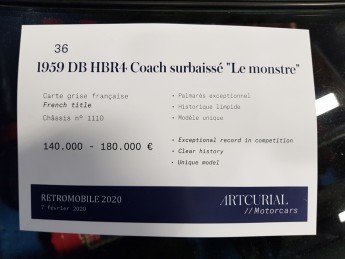 36
1959 DB HBR4 Coach surbaissé "Le monstre"
Carte grise française
French title
Châssis n° 1110
140.000 - 180.000 €
• Palmarès exceptionnel
• Historique limpide
• Modèle unique
• Exceptional record in competition
• Clear history
• Unique model
RETROMOBILE 2020
7 février 2020
ARTCURIAL
//Motorcars